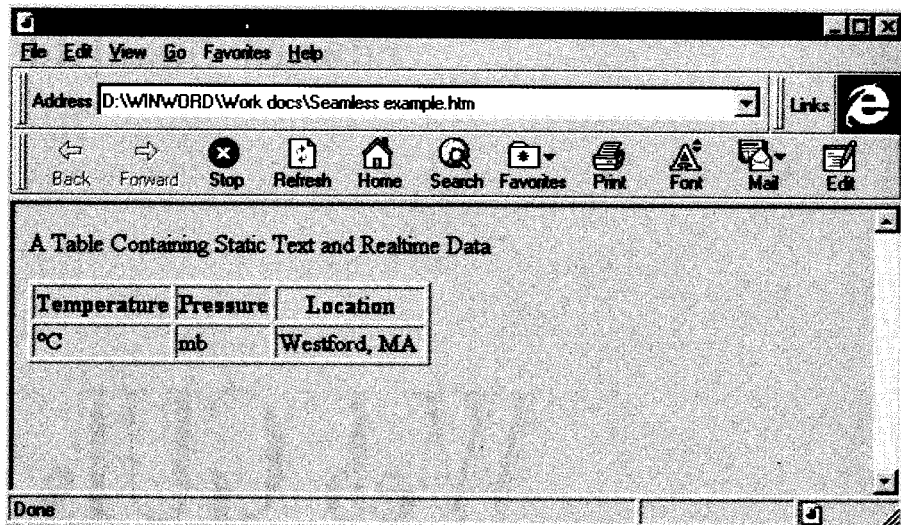 File Edit View Go Favorites Help
Address D:\WINWORD\Work docs\Seamless example.htm Links
Back Forward Stop Refresh Home Search Favorites Print Font Mail Edit
A Table Containing Static Text and Realtime Data
Temperature Pressure Location
°C mb Westford, MA
Done